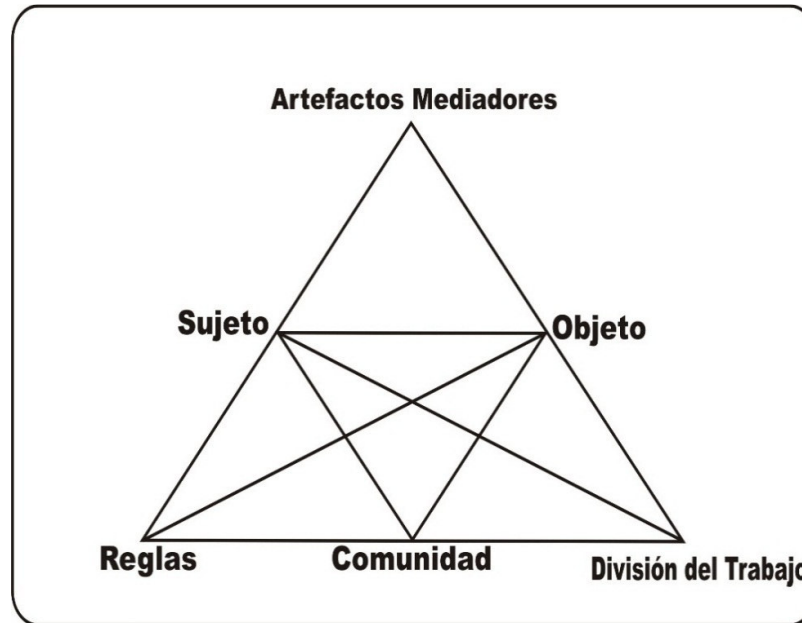 Artefactos Mediadores
Sujeto
Objeto
Reglas
Comunidad
División del Trabajo